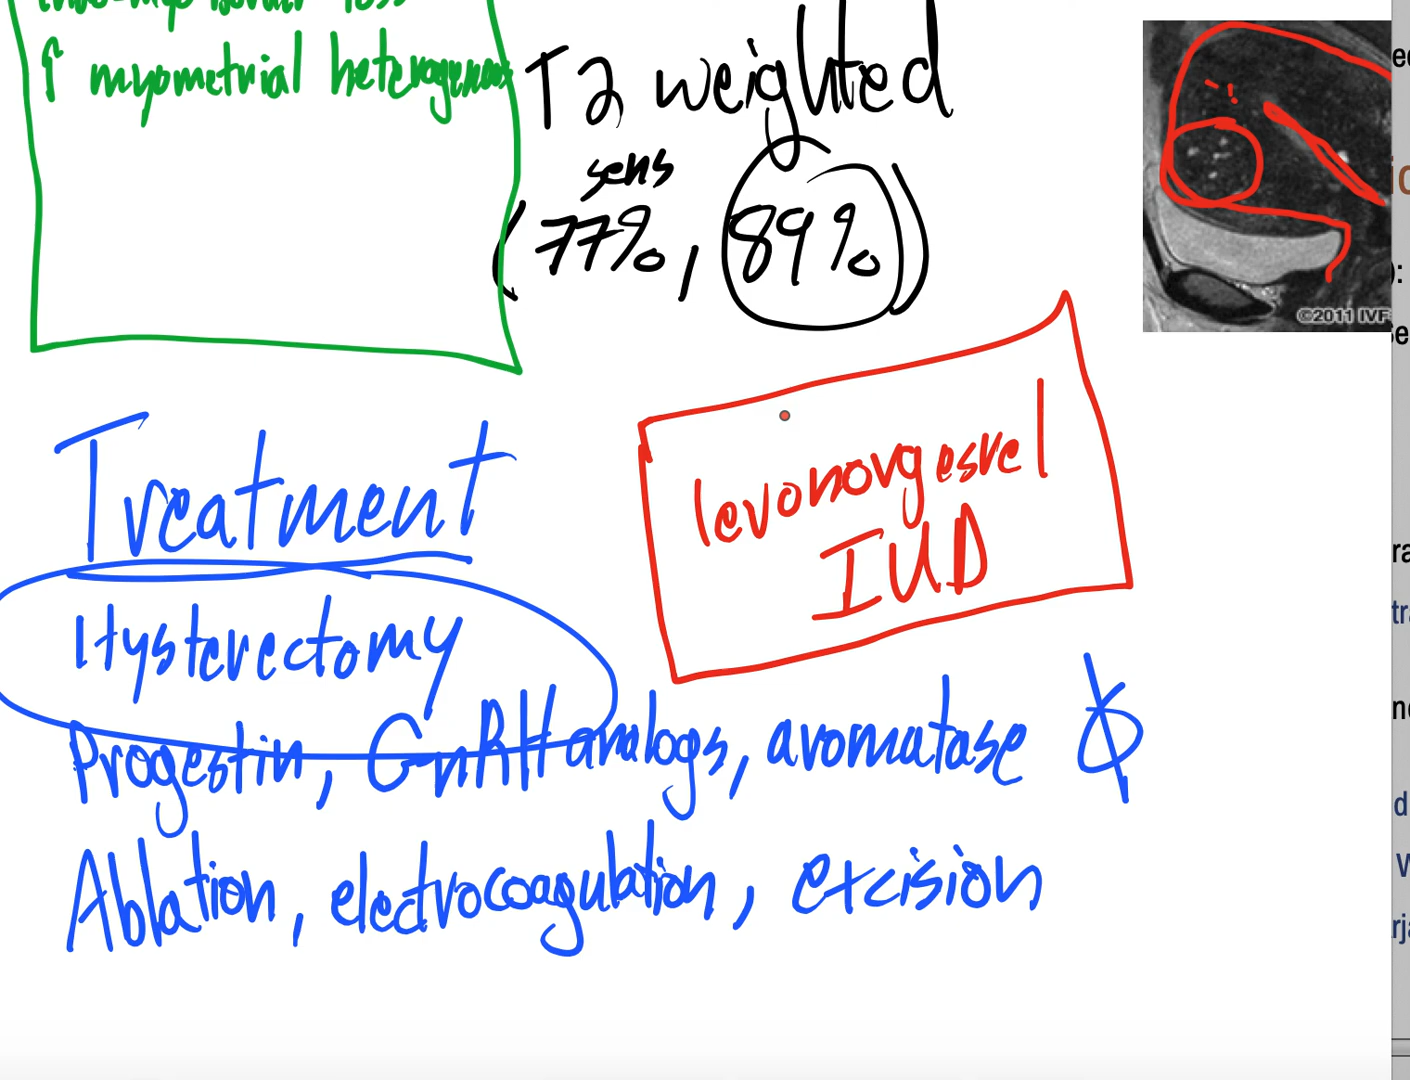 ↑ myometrial heterogeneous
T2 weighted
sens
(77%, 89%)
©2011 IVF
levonorgesrel
IUD
Treatment
Hysterectomy
Progestin, GnRH analogs, aromatase
Ablation, electrocoagulation, excision